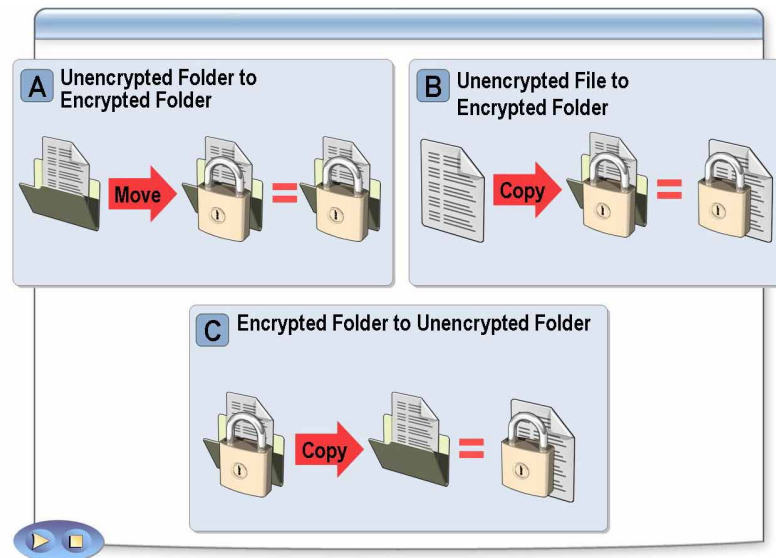 A
Unencrypted Folder to
Encrypted Folder
Move
B
Unencrypted File to
Encrypted Folder
Copy
C
Encrypted Folder to Unencrypted Folder
Copy